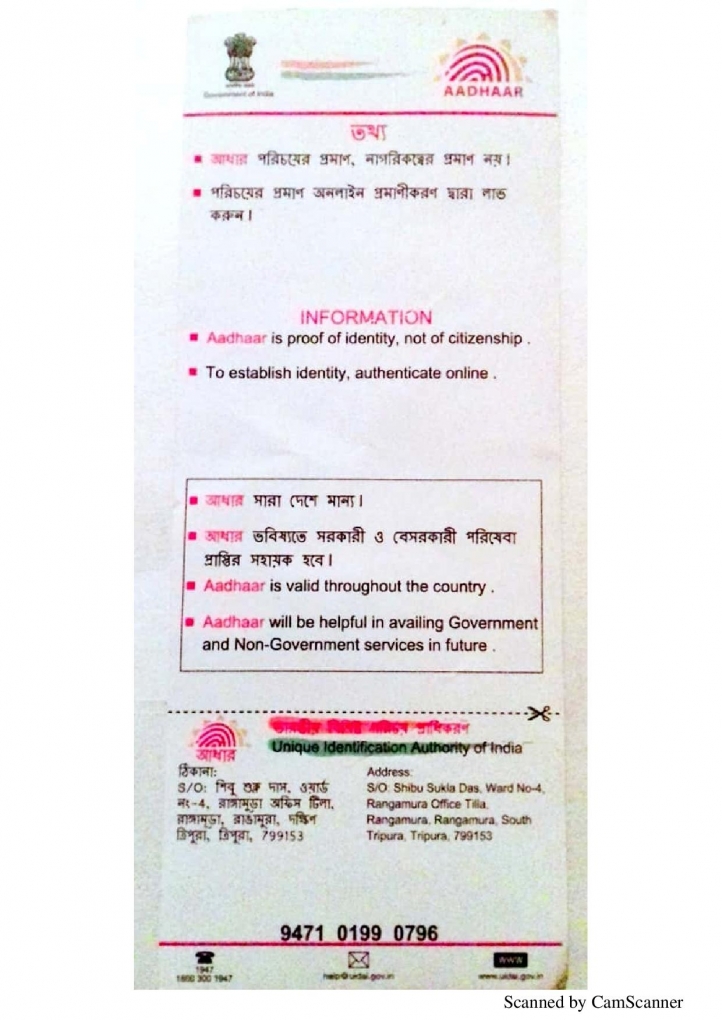 Government of India
AADHAAR
তথ্য
আধার পরিচয়ের প্রমাণ, নাগরিকত্বের প্রমাণ নয়।
পরিচয়ের প্রমাণ অনলাইন প্রমাণীকরণ দ্বারা লাভ
করুন।
INFORMATION
Aadhaar is proof of identity, not of citizenship .
To establish identity, authenticate online .
আধার সারা দেশে মান্য।
আধার ভবিষ্যতে সরকারী ও বেসরকারী পরিষেবা
প্রাপ্তির সহায়ক হবে।
Aadhaar is valid throughout the country .
Aadhaar will be helpful in availing Government
and Non-Government services in future .
প্রাধিকরণ
Unique Identification Authority of India
আধার
ঠিকানা:
S/O: শিবু শুক্ল দাস, ওয়ার্ড
নং-4, রাঙ্গামুড়া অফিস টিলা,
রাঙ্গামুড়া, রাঙামুরা, দক্ষিণ
ত্রিপুরা, ত্রিপুরা, 799153
Address:
S/O: Shibu Sukla Das, Ward No-4,
Rangamura Office Tilla,
Rangamura, Rangamura, South
Tripura, Tripura, 799153
9471 0199 0796
1947
1800 300 1947
help@uidai.gov.in
WWW
www.uidai.gov.in
Scanned by CamScanner